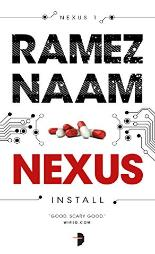 NEXUS 1
RAMEZ
NAAM
NEXUS
INSTALL
"GOOD. SCARY GOOD."
WIRED.COM